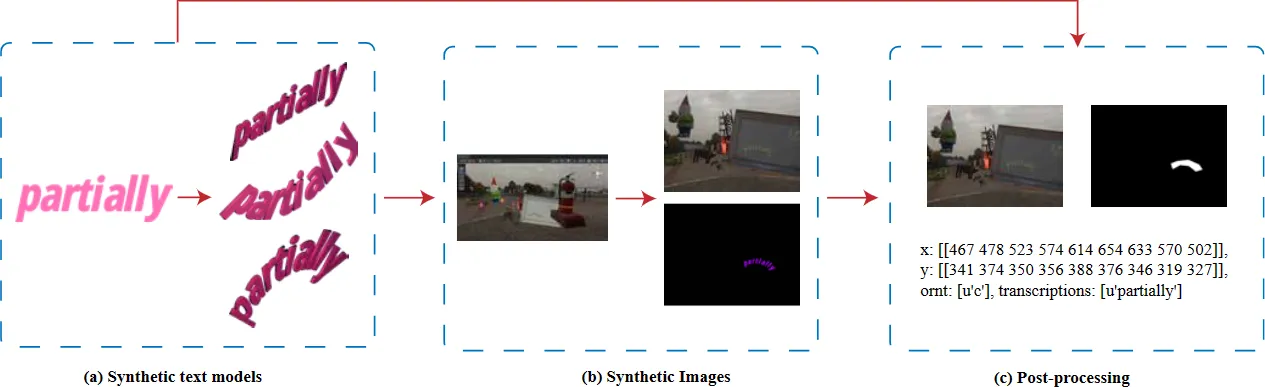 partially
partially
partially
partially
partially
x: [[467 478 523 574 614 654 633 570 502]],
y: [[341 374 350 356 388 376 346 319 327]],
ornt: [u'c'], transcriptions: [u'partially']
(a) Synthetic text models
(b) Synthetic Images
(c) Post-processing